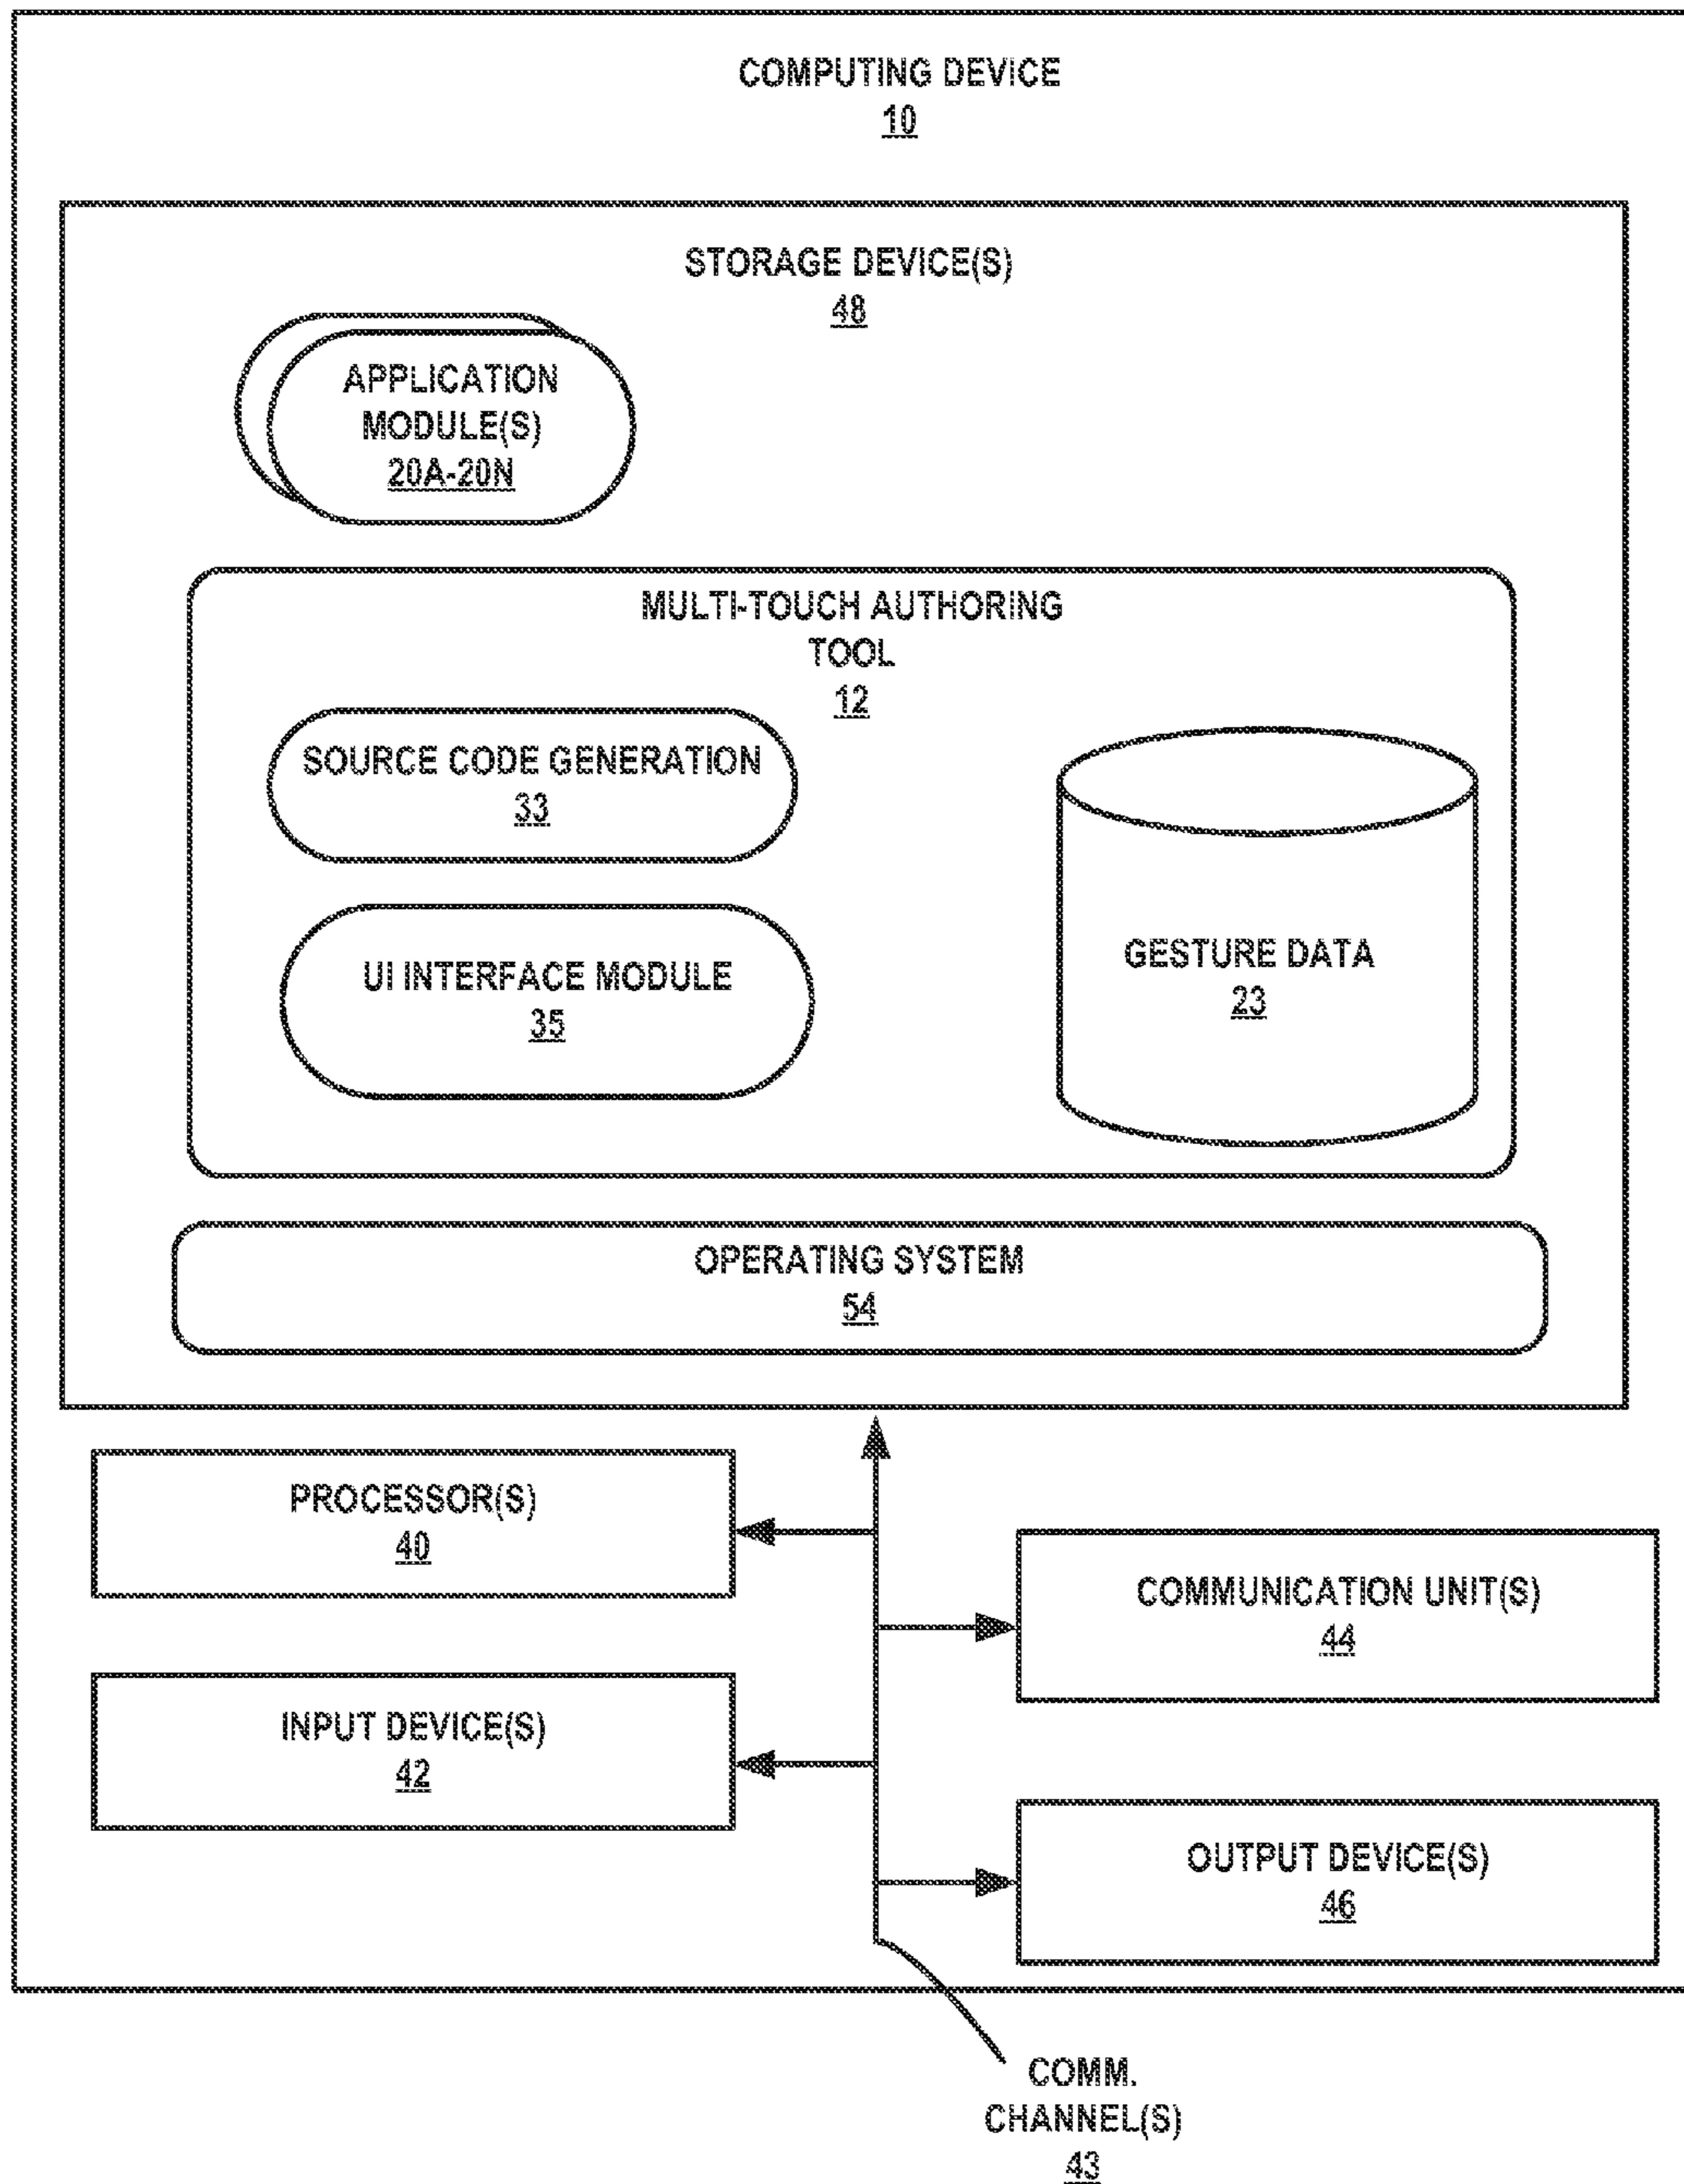 COMPUTING DEVICE
10
STORAGE DEVICE(S)
48
APPLICATION
MODULE(S)
20A-20N
MULTI-TOUCH AUTHORING
TOOL
12
SOURCE CODE GENERATION
33
UI INTERFACE MODULE
35
GESTURE DATA
23
OPERATING SYSTEM
54
PROCESSOR(S)
40
COMMUNICATION UNIT(S)
44
INPUT DEVICE(S)
42
OUTPUT DEVICE(S)
46
COMM.
CHANNEL(S)
43